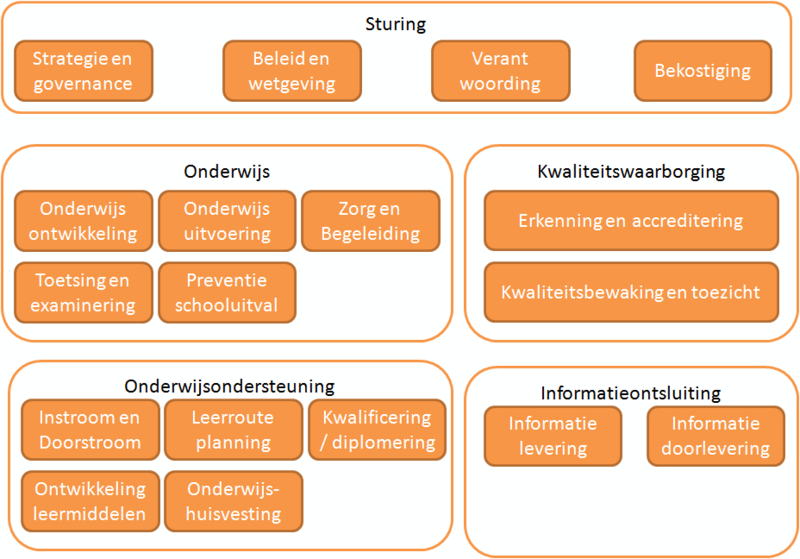 Sturing
Strategie en
governance
Beleid en
wetgeving
Verant
woording
Bekostiging
Onderwijs
Onderwijs
ontwikkeling
Onderwijs
uitvoering
Zorg en
Begeleiding
Toetsing en
examinering
Preventie
schooluitval
Kwaliteitswaarborging
Erkenning en accreditering
Kwaliteitsbewaking en toezicht
Onderwijsondersteuning
Instroom en
Doorstroom
Leerroute
planning
Kwalificering
/ diplomering
Ontwikkeling
leermiddelen
Onderwijs-
huisvesting
Informatieontsluiting
Informatie
levering
Informatie
doorlevering